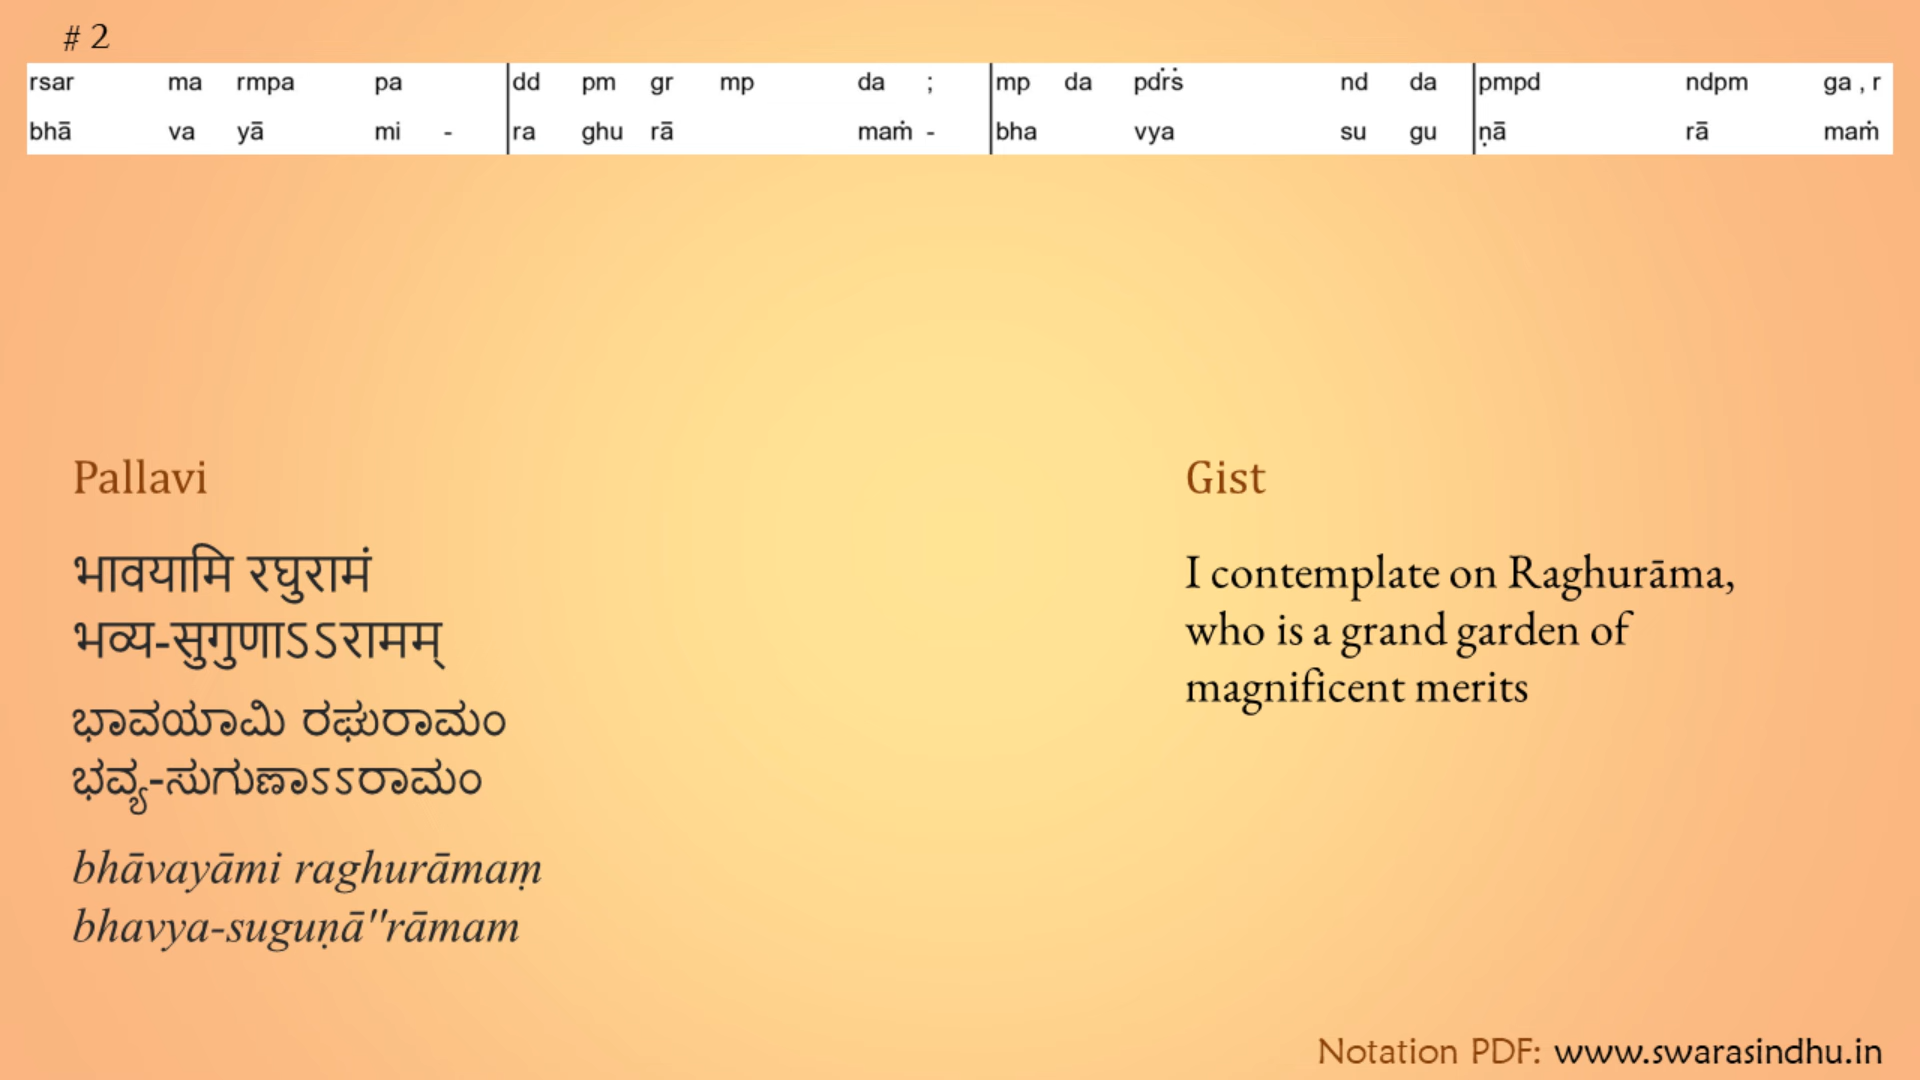 # 2
rsar ma rmpa pa | dd pm gr mp da ; | mp da pdṙṡ nd da | pmpd ndpm ga , r
bhā va yā mi - | ra ghu rā maṁ - | bha vya su gu | ṇā rā maṁ
Pallavi
भावयामि रघुरामं
भव्य-सुगुणाऽऽरामम्
ಭಾವಯಾಮಿ ರಘುರಾಮಂ
ಭವ್ಯ-ಸುಗುಣಾಽಽರಾಮಂ
bhāvayāmi raghurāmaṃ
bhavya-suguṇā"rāmam
Gist
I contemplate on Raghurāma,
who is a grand garden of
magnificent merits
Notation PDF: www.swarasindhu.in